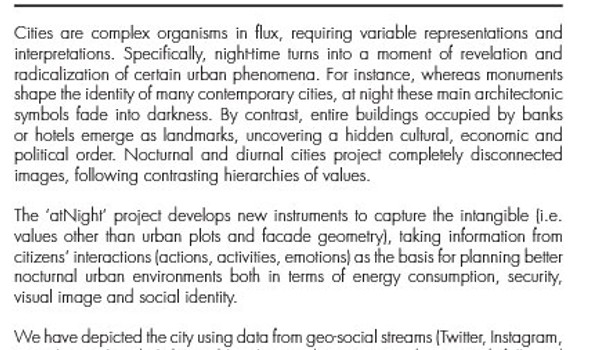 Cities are complex organisms in flux, requiring variable representations and
interpretations. Specifically, night-time turns into a moment of revelation and
radicalization of certain urban phenomena. For instance, whereas monuments
shape the identity of many contemporary cities, at night these main architectonic
symbols fade into darkness. By contrast, entire buildings occupied by banks
or hotels emerge as landmarks, uncovering a hidden cultural, economic and
political order. Nocturnal and diurnal cities project completely disconnected
images, following contrasting hierarchies of values.
The 'atNight' project develops new instruments to capture the intangible (i.e.
values other than urban plots and facade geometry), taking information from
citizens' interactions (actions, activities, emotions) as the basis for planning better
nocturnal urban environments both in terms of energy consumption, security,
visual image and social identity.
We have depicted the city using data from geo-social streams (Twitter, Instagram,